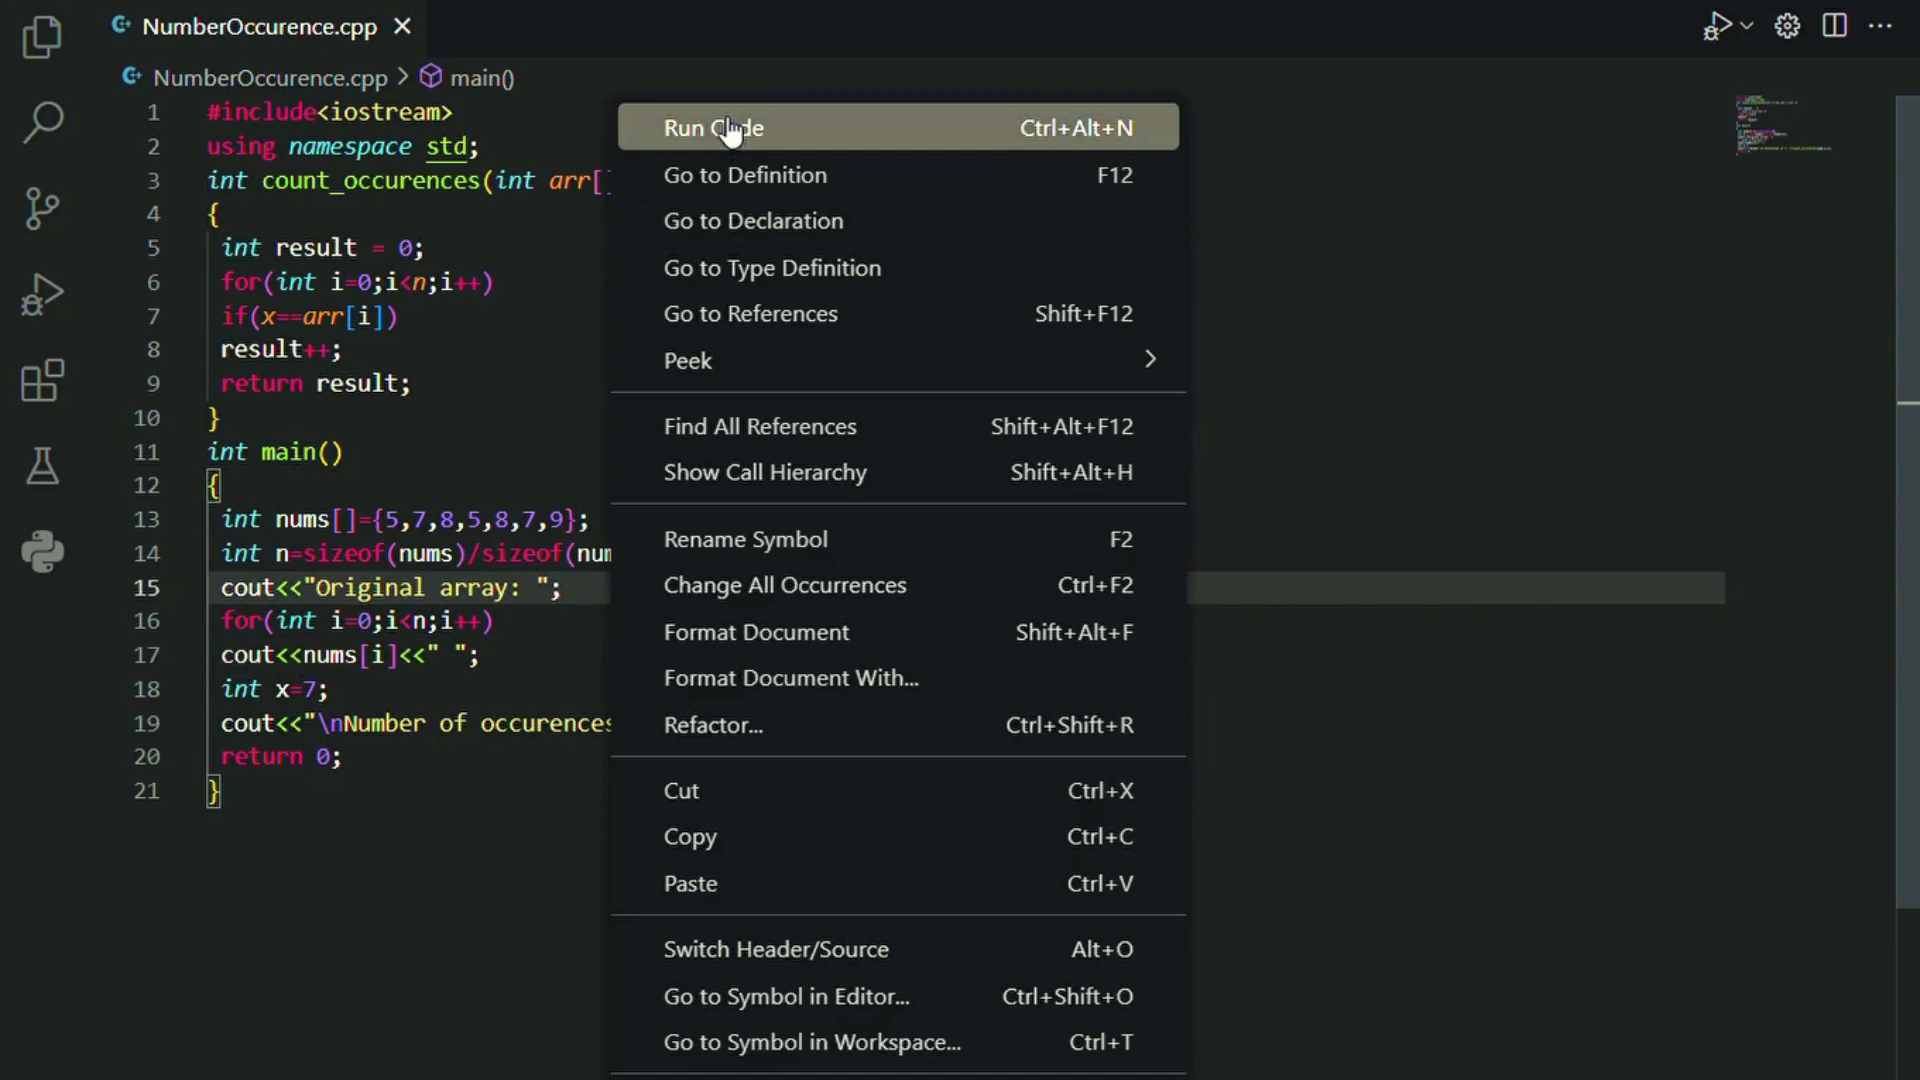 NumberOccurence.cpp
NumberOccurence.cpp > main()
1 #include<iostream>
2 using namespace std;
3 int count_occurences(int arr[]
4 {
5 int result = 0;
6 for(int i=0;i<n;i++)
7 if(x==arr[i])
8 result++;
9 return result;
10 }
11 int main()
12 {
13 int nums[]={5,7,8,5,8,7,9};
14 int n=sizeof(nums)/sizeof(num
15 cout<<"Original array: ";
16 for(int i=0;i<n;i++)
17 cout<<nums[i]<<" ";
18 int x=7;
19 cout<<"\nNumber of occurences
20 return 0;
21 }
Run Code Ctrl+Alt+N
Go to Definition F12
Go to Declaration
Go to Type Definition
Go to References Shift+F12
Peek
Find All References Shift+Alt+F12
Show Call Hierarchy Shift+Alt+H
Rename Symbol F2
Change All Occurrences Ctrl+F2
Format Document Shift+Alt+F
Format Document With...
Refactor... Ctrl+Shift+R
Cut Ctrl+X
Copy Ctrl+C
Paste Ctrl+V
Switch Header/Source Alt+O
Go to Symbol in Editor... Ctrl+Shift+O
Go to Symbol in Workspace... Ctrl+T